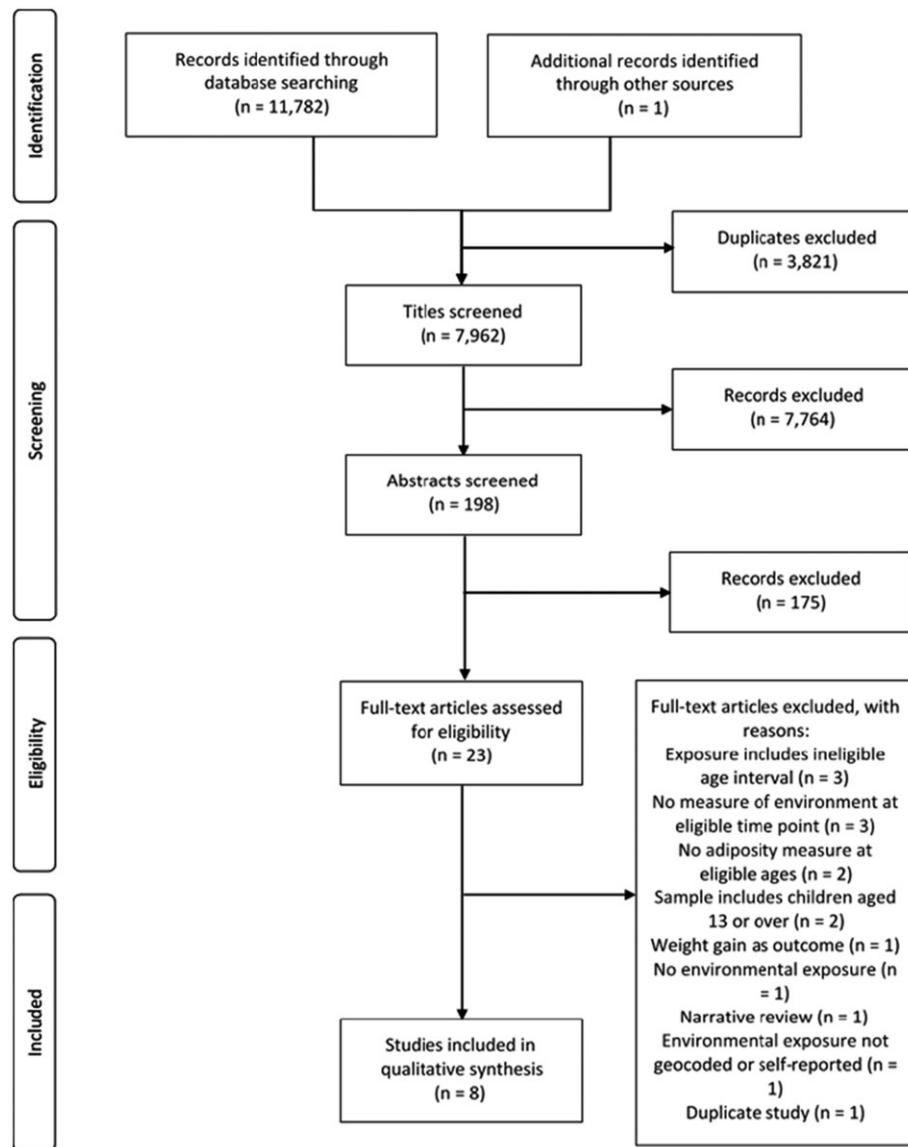 Identification
Records identified through
database searching
(n = 11,782)
Additional records identified
through other sources
(n = 1)
Screening
Duplicates excluded
(n = 3,821)
Titles screened
(n = 7,962)
Records excluded
(n = 7,764)
Abstracts screened
(n = 198)
Records excluded
(n = 175)
Eligibility
Full-text articles assessed
for eligibility
(n = 23)
Full-text articles excluded, with
reasons:
Exposure includes ineligible
age interval (n = 3)
No measure of environment at
eligible time point (n = 3)
No adiposity measure at
eligible ages (n = 2)
Sample includes children aged
13 or over (n = 2)
Weight gain as outcome (n = 1)
No environmental exposure (n
= 1)
Narrative review (n = 1)
Environmental exposure not
geocoded or self-reported (n =
1)
Duplicate study (n = 1)
Included
Studies included in
qualitative synthesis
(n = 8)